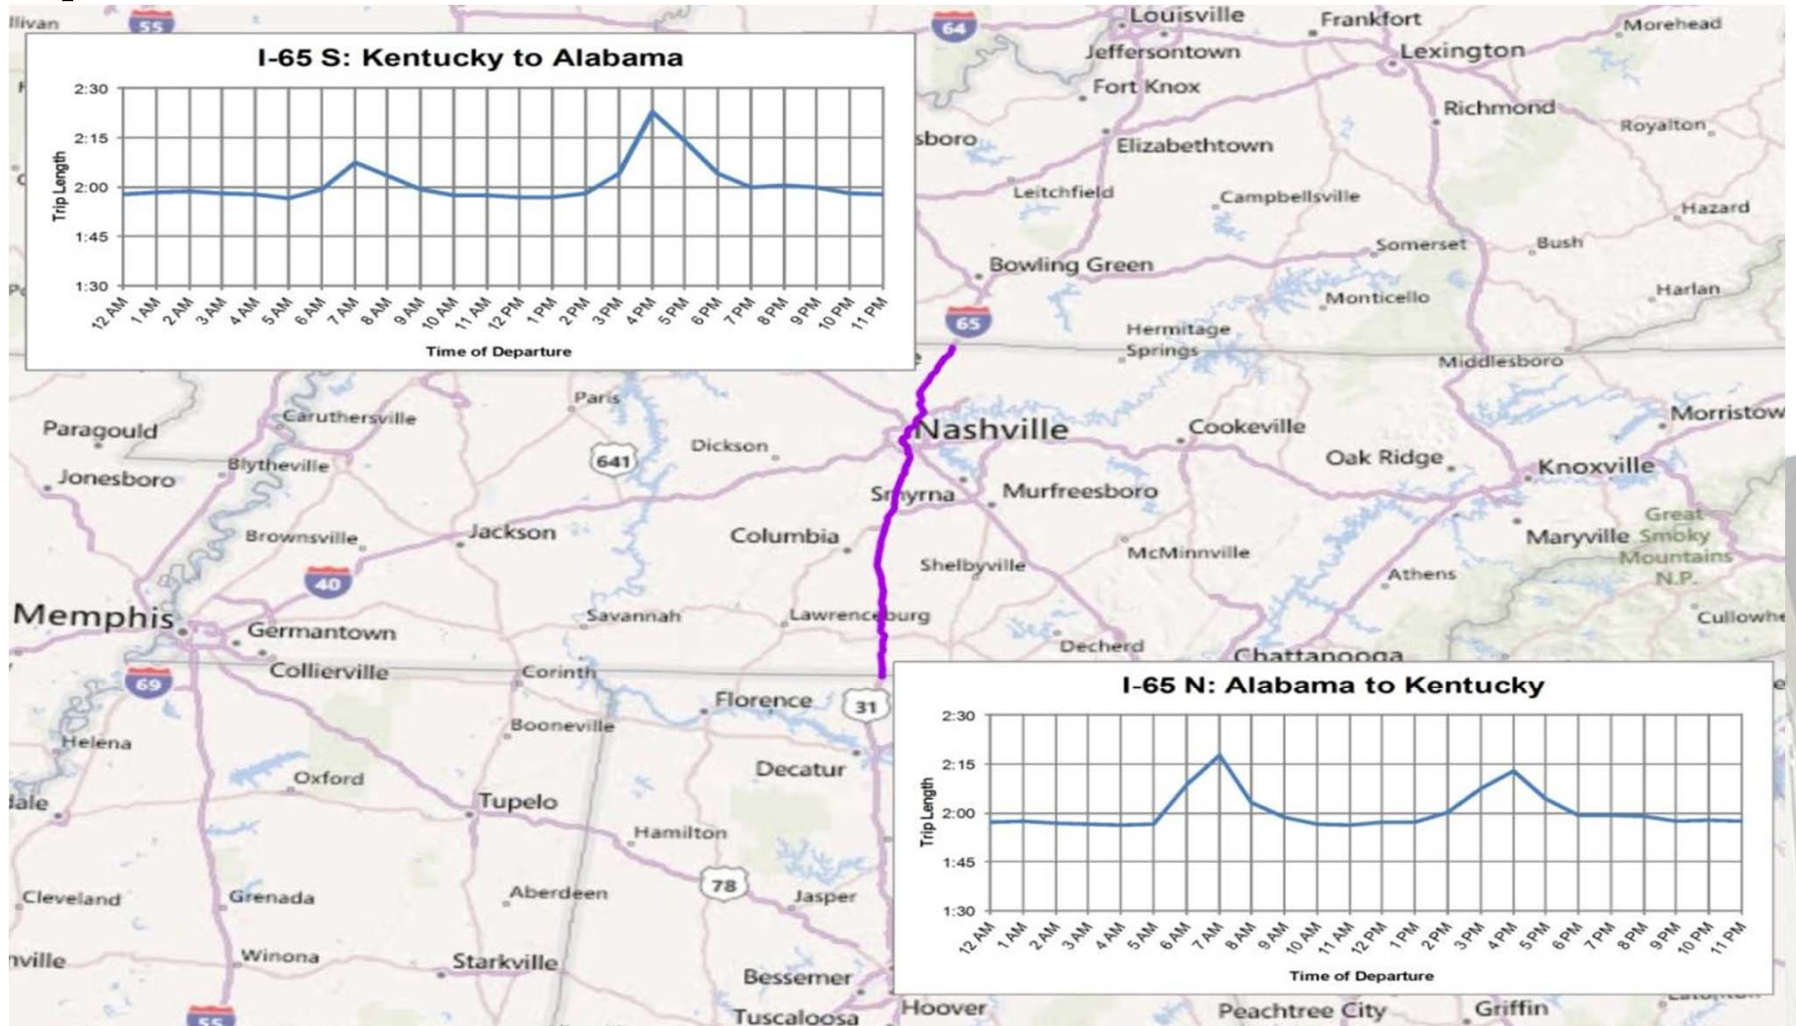 llivan
55
64
Louisville
Frankfort
Morehead
Jeffersontown
Lexington
Fort Knox
Richmond
Royalton
sboro
Elizabethtown
Leitchfield
Campbellsville
Hazard
Somerset
Bush
Bowling Green
Monticello
Harlan
65
Hermitage
Springs
Middlesboro
I-65 S: Kentucky to Alabama
Trip Length
2:30
2:15
2:00
1:45
1:30
12 AM
1 AM
2 AM
3 AM
4 AM
5 AM
6 AM
7 AM
8 AM
9 AM
10 AM
11 AM
12 PM
1 PM
2 PM
3 PM
4 PM
5 PM
6 PM
7 PM
8 PM
9 PM
10 PM
11 PM
Time of Departure
Paris
Caruthersville
Paragould
Morristow
Nashville
Cookeville
Dickson
641
Blytheville
Oak Ridge
Knoxville
Jonesboro
Smyrna
Murfreesboro
Great
Smoky
Mountains
N.P.
Brownsville
Jackson
Columbia
Maryville
McMinnville
Shelbyville
Athens
40
Memphis
Savannah
Lawrenceburg
Cullowhe
Germantown
Decherd
Chattanooga
Collierville
Corinth
69
Florence
31
Booneville
Helena
Decatur
Oxford
dale
Tupelo
Hamilton
78
Cleveland
Grenada
Aberdeen
Jasper
nville
Winona
Starkville
Bessemer
55
Tuscaloosa
Hoover
Peachtree City
Griffin
I-65 N: Alabama to Kentucky
Trip Length
2:30
2:15
2:00
1:45
1:30
12 AM
1 AM
2 AM
3 AM
4 AM
5 AM
6 AM
7 AM
8 AM
9 AM
10 AM
11 AM
12 PM
1 PM
2 PM
3 PM
4 PM
5 PM
6 PM
7 PM
8 PM
9 PM
10 PM
11 PM
Time of Departure